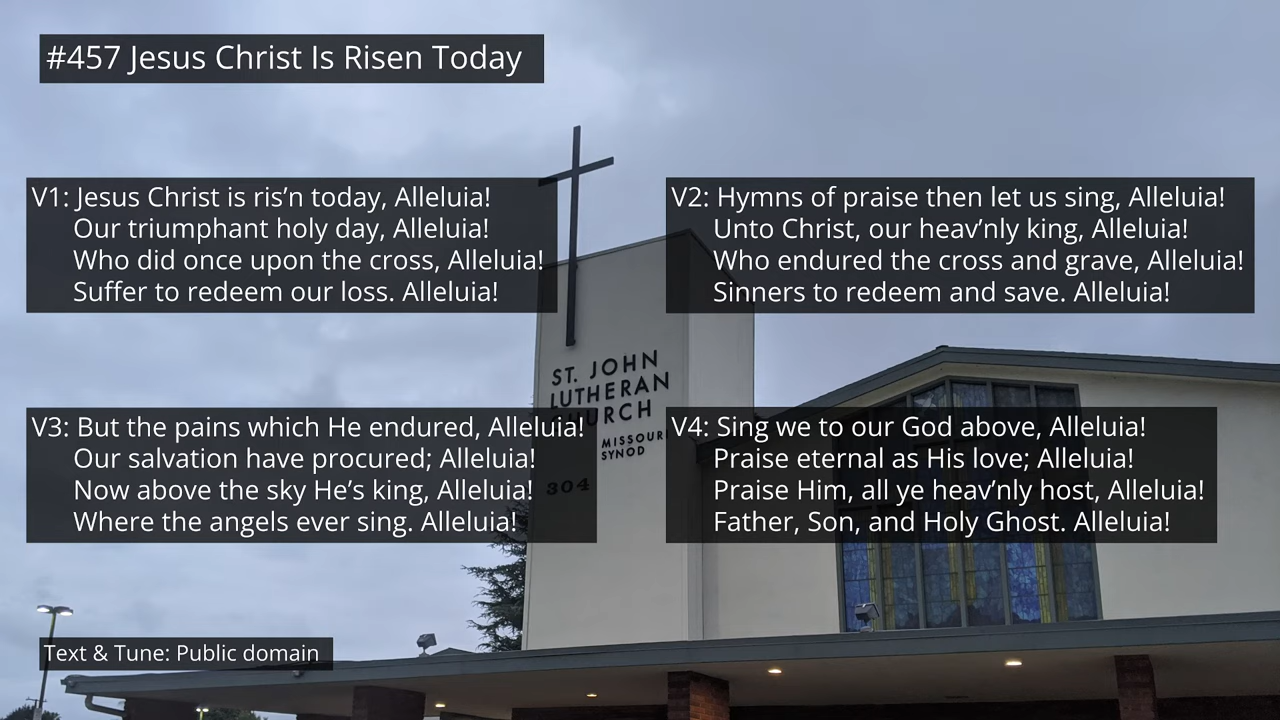 #457 Jesus Christ Is Risen Today
V1: Jesus Christ is ris’n today, Alleluia!
Our triumphant holy day, Alleluia!
Who did once upon the cross, Alleluia!
Suffer to redeem our loss. Alleluia!
V2: Hymns of praise then let us sing, Alleluia!
Unto Christ, our heav’nly king, Alleluia!
Who endured the cross and grave, Alleluia!
Sinners to redeem and save. Alleluia!
V3: But the pains which He endured, Alleluia!
Our salvation have procured; Alleluia!
Now above the sky He’s king, Alleluia!
Where the angels ever sing. Alleluia!
V4: Sing we to our God above, Alleluia!
Praise eternal as His love; Alleluia!
Praise Him, all ye heav’nly host, Alleluia!
Father, Son, and Holy Ghost. Alleluia!
ST. JOHN
LUTHERAN
CHURCH
MISSOURI
SYNOD
304
Text & Tune: Public domain